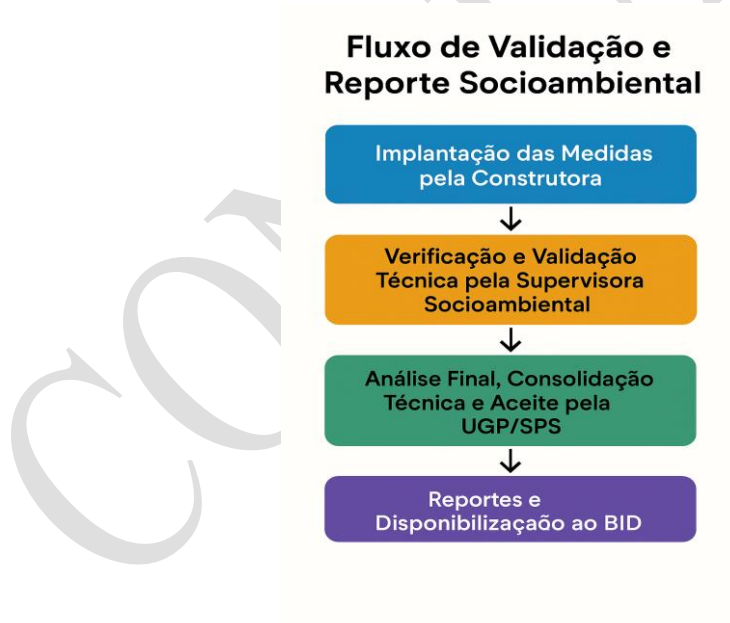 Fluxo de Validação e
Reporte Socioambiental
Implantação das Medidas
pela Construtora
Verificação e Validação
Técnica pela Supervisora
Socioambiental
Análise Final, Consolidação
Técnica e Aceite pela
UGP/SPS
Reportes e
Disponibilizaçaão ao BID